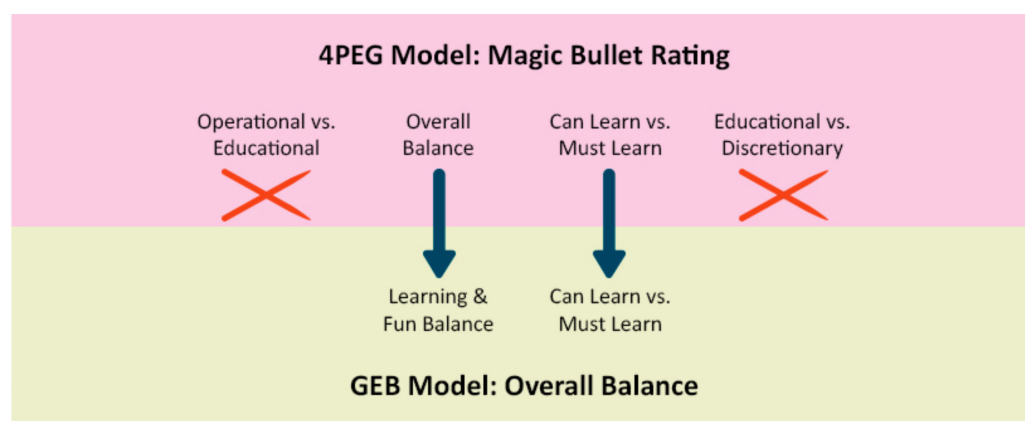 4PEG Model: Magic Bullet Rating
Operational vs.
Educational
Overall
Balance
Can Learn vs.
Must Learn
Educational vs.
Discretionary
Learning &
Fun Balance
Can Learn vs.
Must Learn
GEB Model: Overall Balance